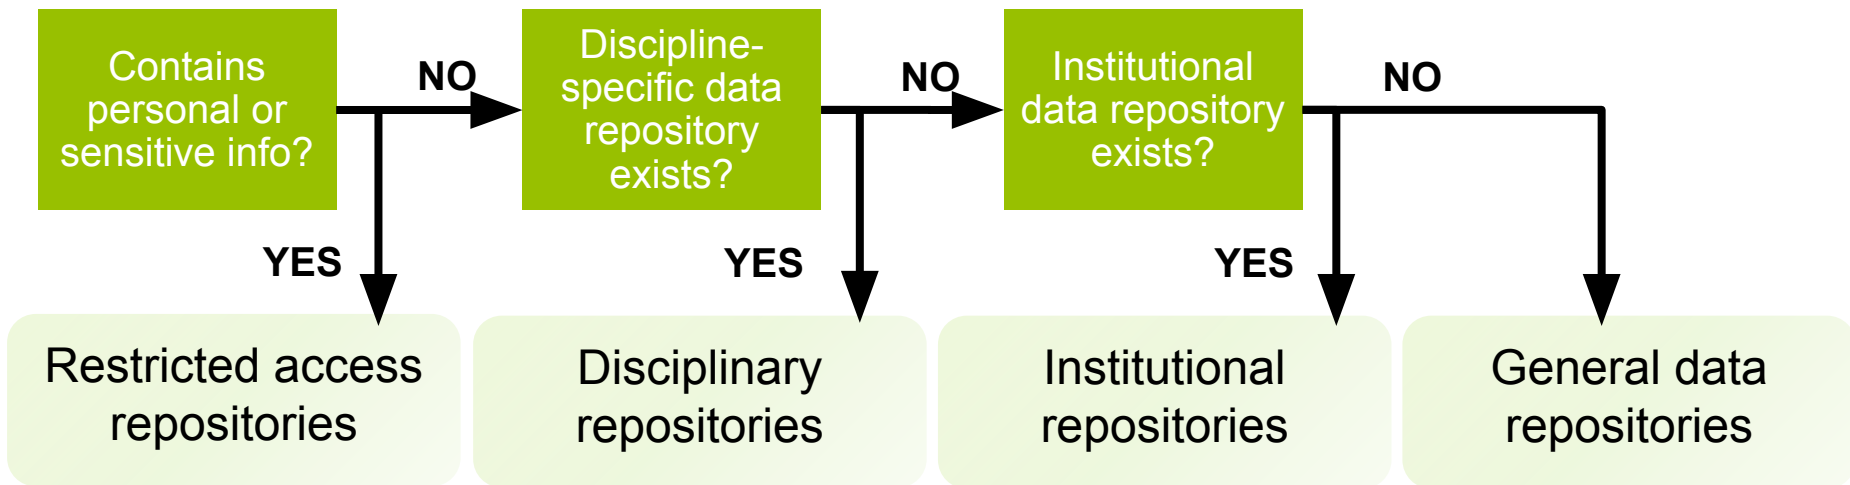 Contains
personal or
sensitive info?
NO
Discipline-
specific data
repository
exists?
NO
Institutional
data repository
exists?
NO
YES
YES
YES
Restricted access
repositories
Disciplinary
repositories
Institutional
repositories
General data
repositories